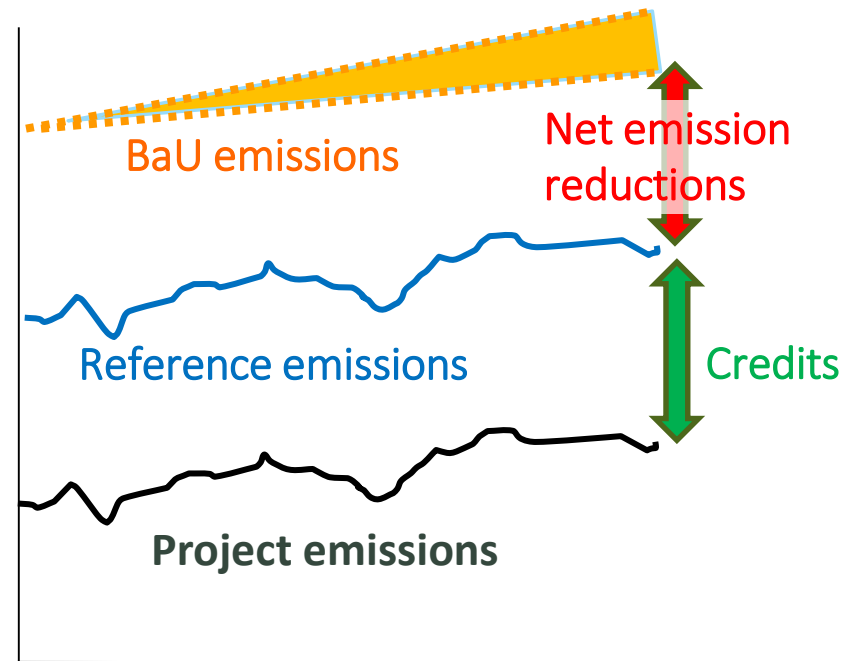 BaU emissions
Net emission
reductions
Reference emissions
Credits
Project emissions